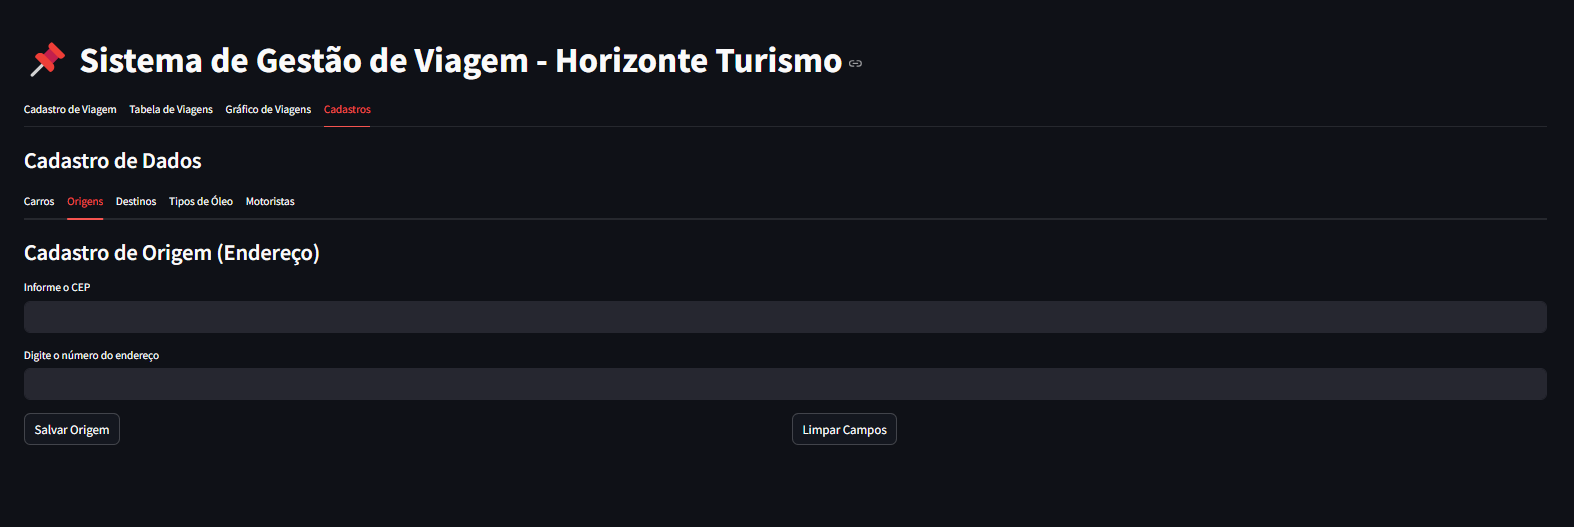 Sistema de Gestão de Viagem - Horizonte Turismo
Cadastro de Viagem Tabela de Viagens Gráfico de Viagens Cadastros
Cadastro de Dados
Carros Origens Destinos Tipos de Óleo Motoristas
Cadastro de Origem (Endereço)
Informe o CEP
Digite o número do endereço
Salvar Origem Limpar Campos